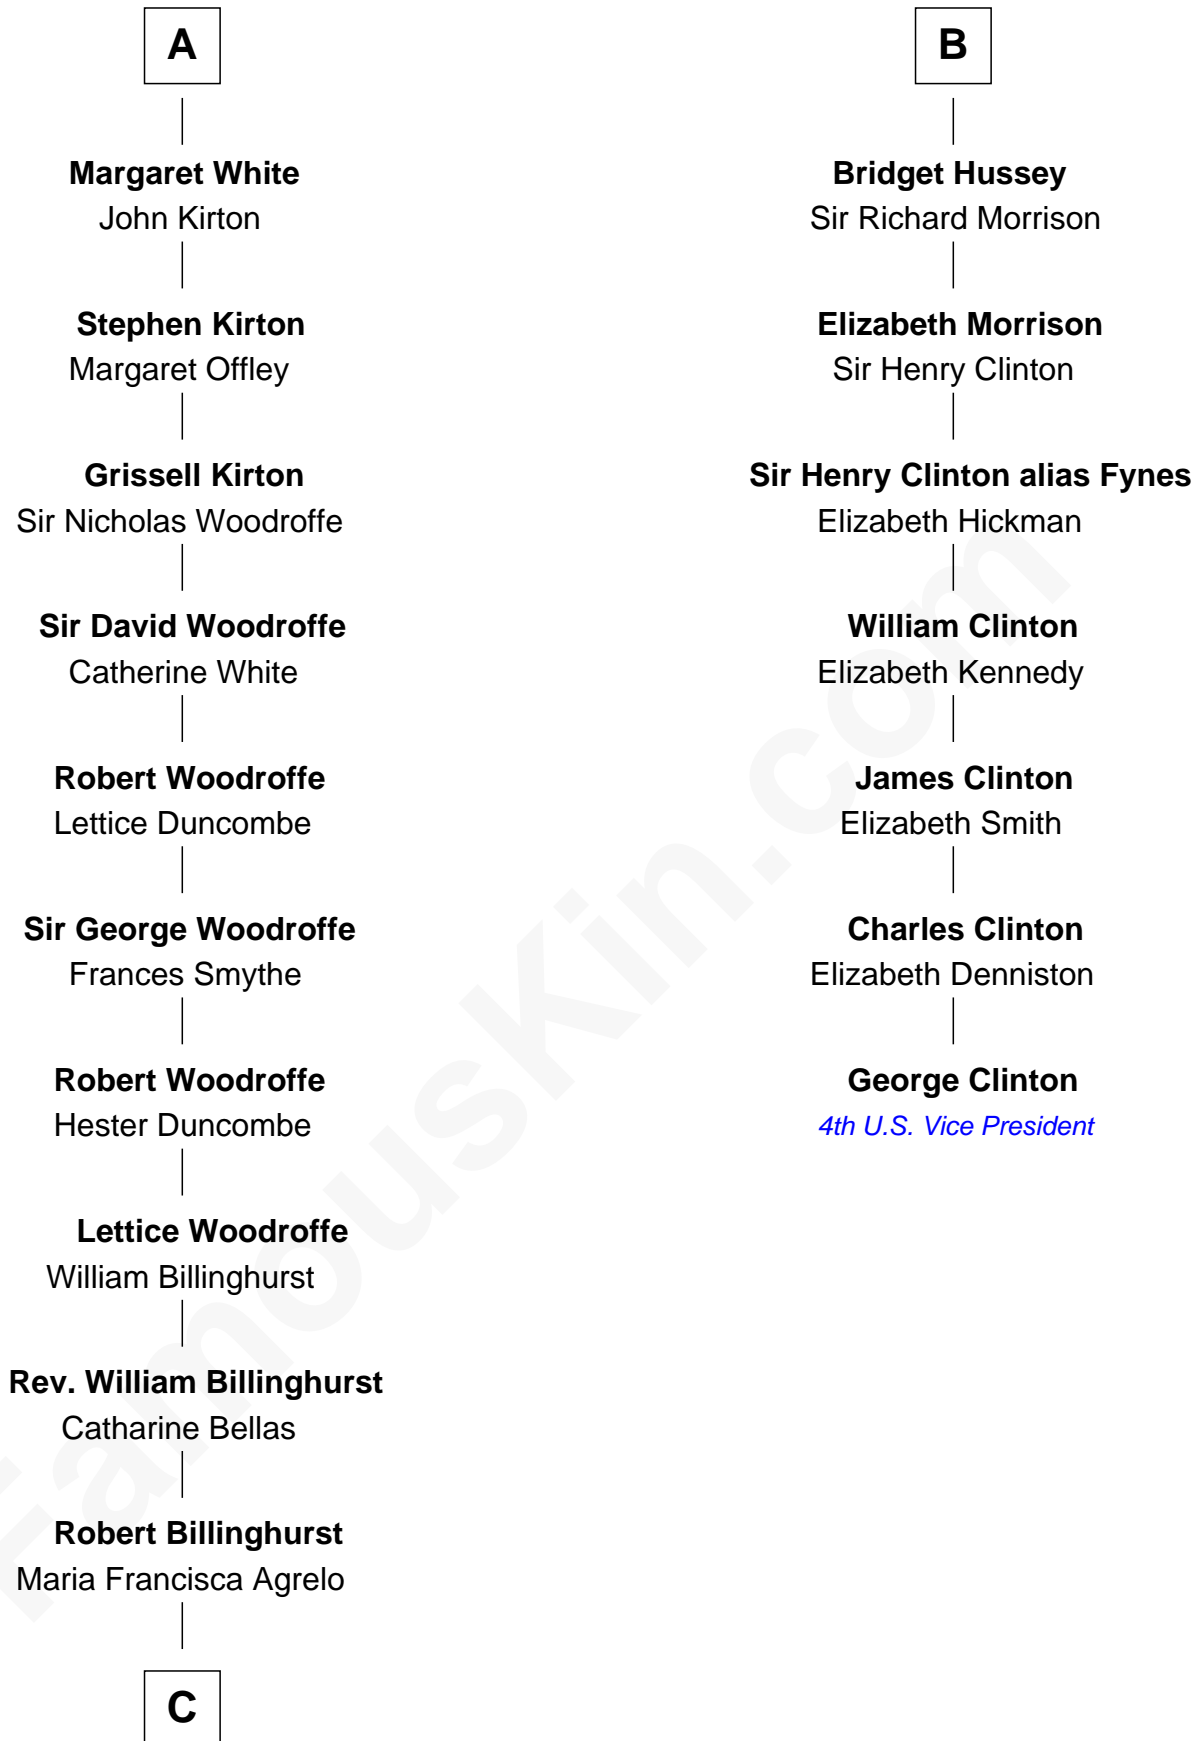 A
Margaret White
John Kirton
Stephen Kirton
Margaret Offley
Grissell Kirton
Sir Nicholas Woodroffe
Sir David Woodroffe
Catherine White
Robert Woodroffe
Lettice Duncombe
Sir George Woodroffe
Frances Smythe
Robert Woodroffe
Hester Duncombe
Lettice Woodroffe
William Billinghurst
Rev. William Billinghurst
Catharine Bellas
Robert Billinghurst
Maria Francisca Agrelo
C
B
Bridget Hussey
Sir Richard Morrison
Elizabeth Morrison
Sir Henry Clinton
Sir Henry Clinton alias Fynes
Elizabeth Hickman
William Clinton
Elizabeth Kennedy
James Clinton
Elizabeth Smith
Charles Clinton
Elizabeth Denniston
George Clinton
4th U.S. Vice President
FamousKin.com